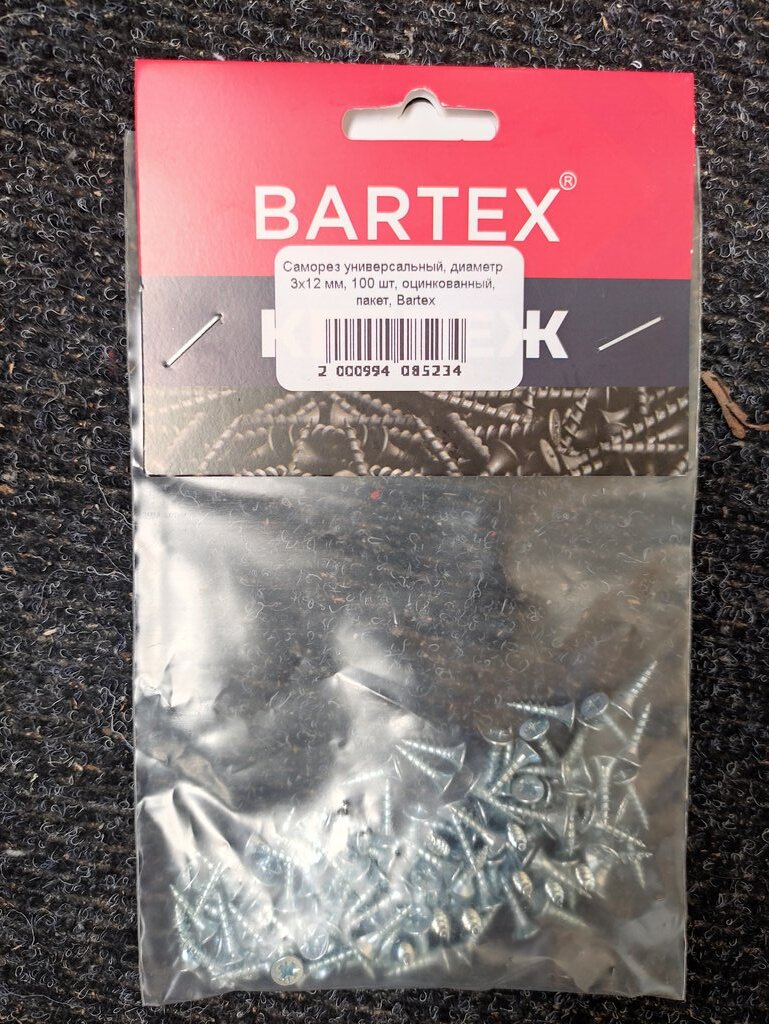 BARTEX®
Саморез универсальный, диаметр
3х12 мм, 100 шт, оцинкованный,
пакет, Bartex
2 000994 085234